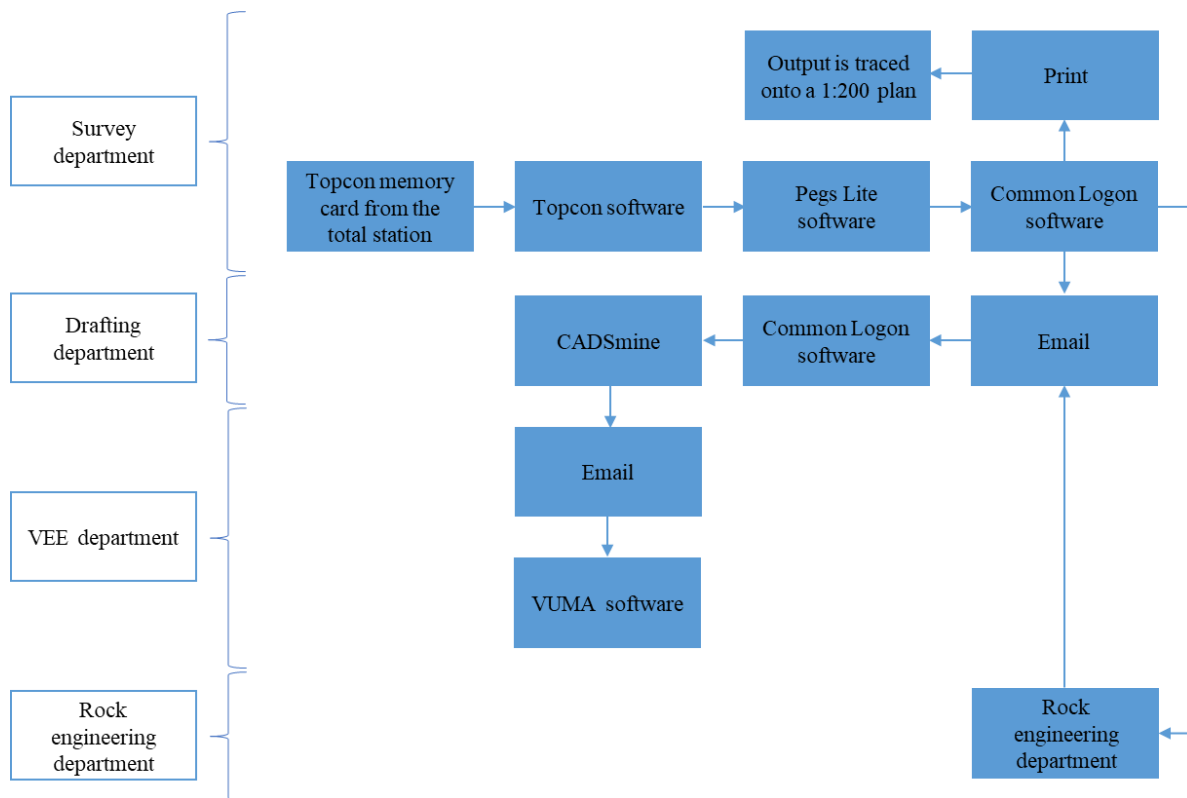 Output is traced
onto a 1:200 plan
Print
Survey
department
Topcon memory
card from the
total station
Topcon software
Pegs Lite
software
Common Logon
software
Drafting
department
CADSmine
Common Logon
software
Email
Email
VEE department
VUMA software
Rock
engineering
department
Rock
engineering
department